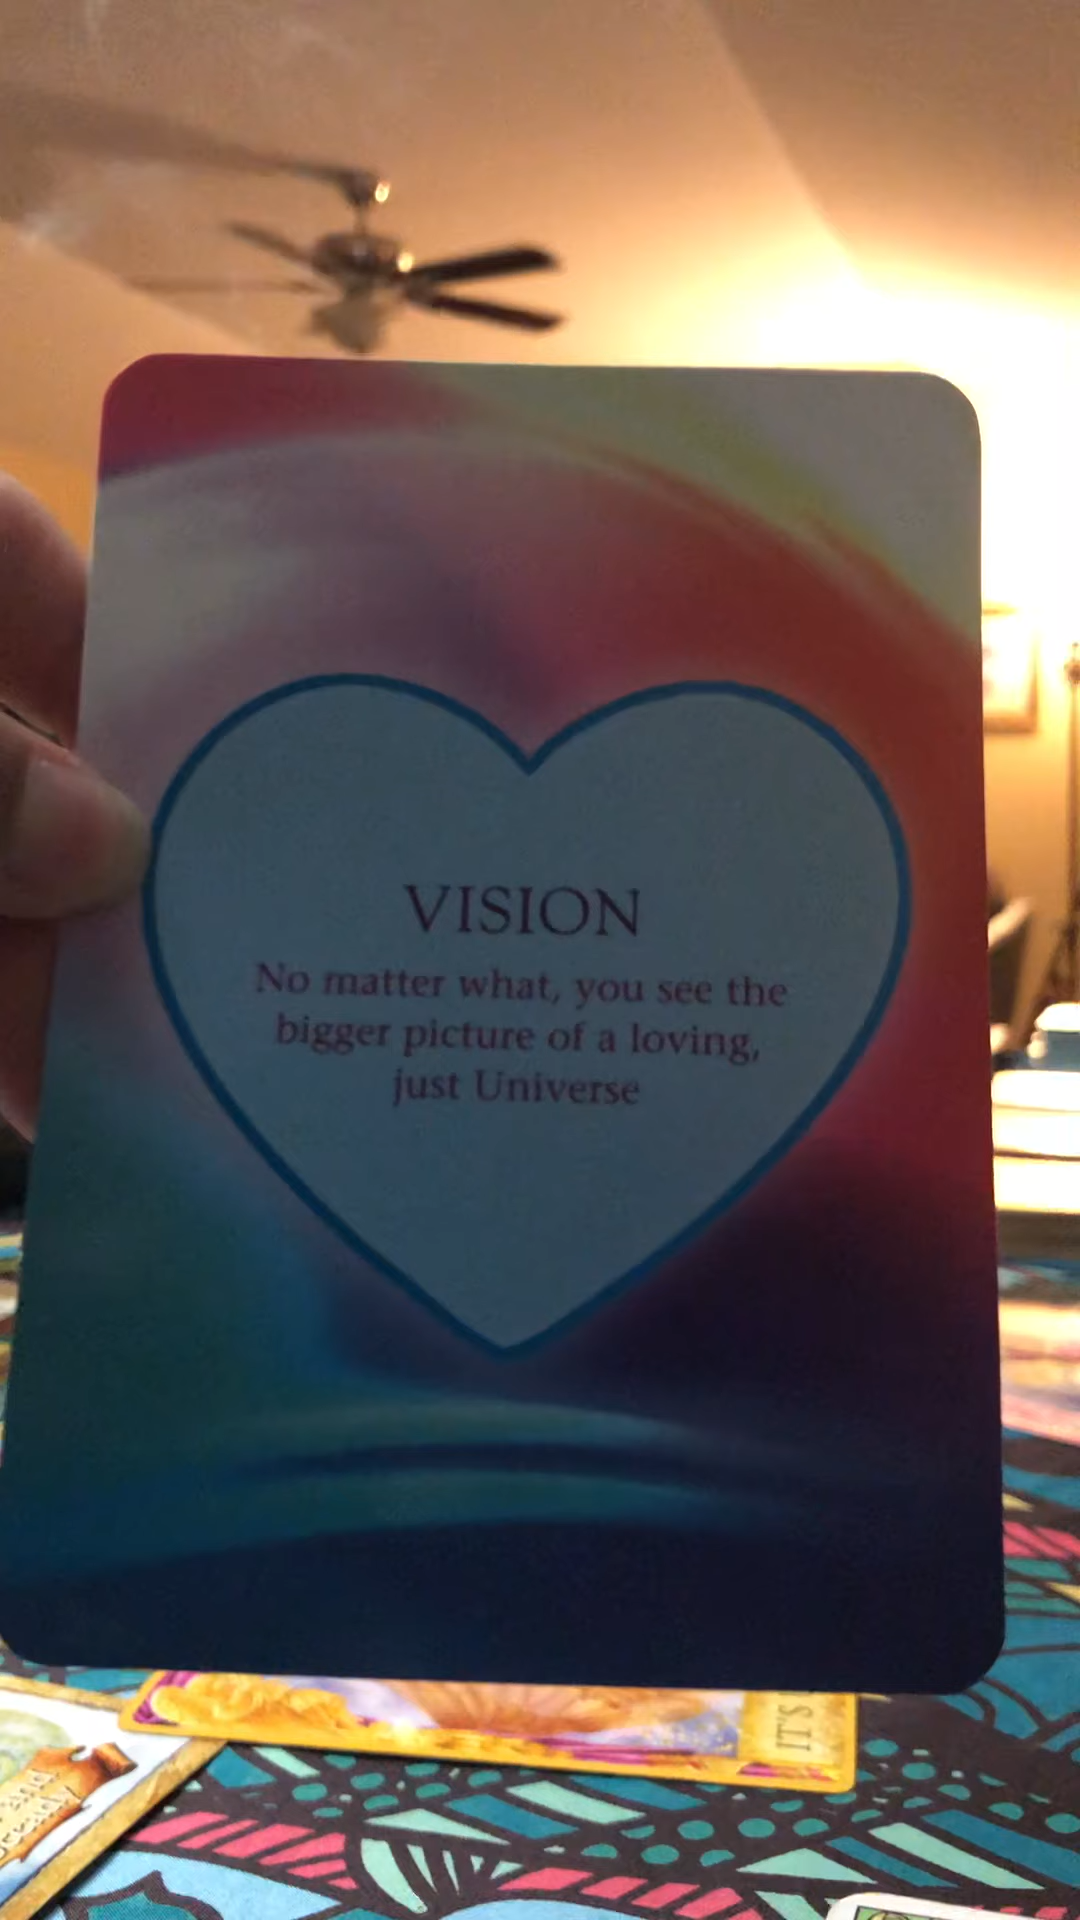 VISION
No matter what, you see the
bigger picture of a loving,
just Universe
IT'S